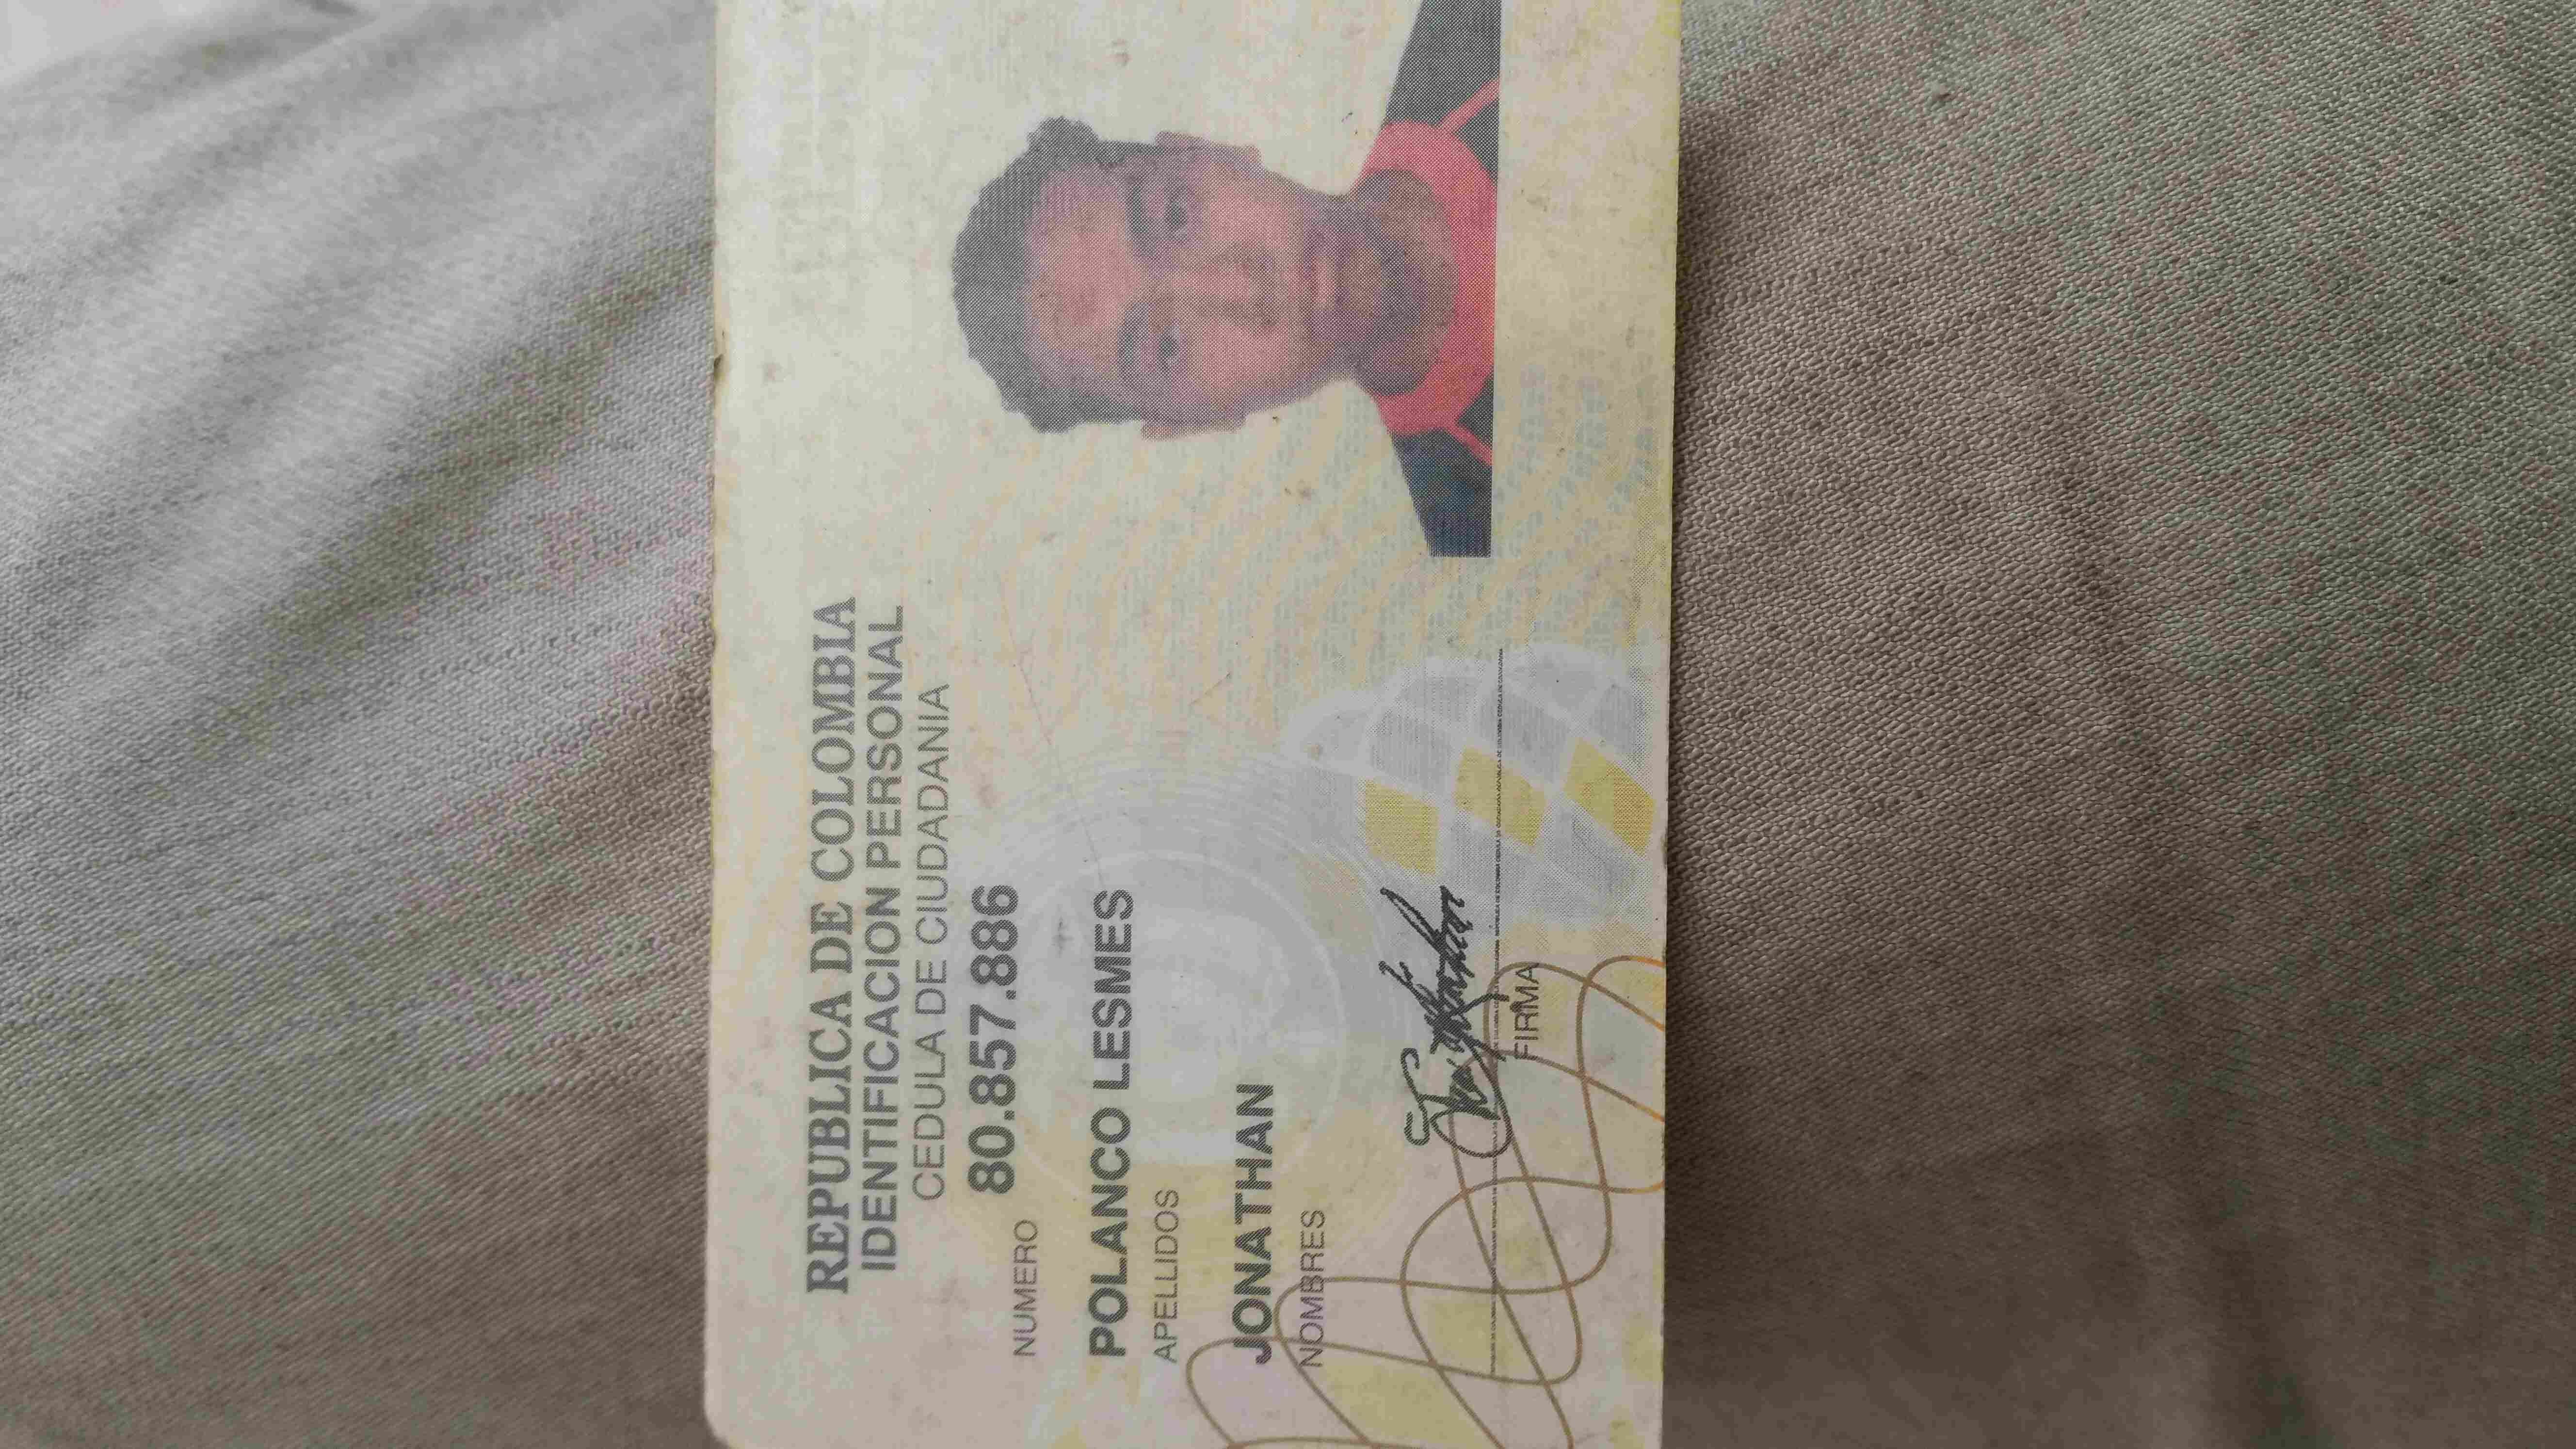 REPUBLICA DE COLOMBIA
IDENTIFICACION PERSONAL
CEDULA DE CIUDADANIA
NUMERO 80.857.886
POLANCO LESMES
APELLIDOS
JONATHAN
NOMBRES
FIRMA